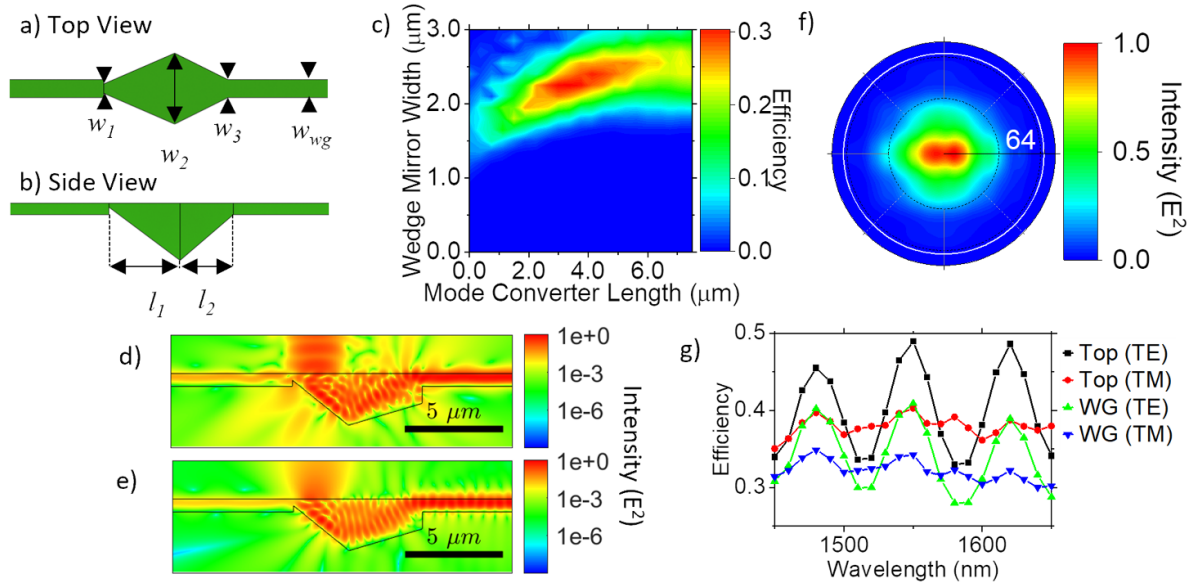 a) Top View
w1
w2
w3
wwg
b) Side View
l1
l2
c)
Wedge Mirror Width (μm)
3.0
2.0
1.0
0.0
0.0 2.0 4.0 6.0
Mode Converter Length (μm)
0.3
0.2
0.1
0.0
Efficiency
f)
64
1.0
0.5
0.0
Intensity (E²)
d)
5 μm
1e+0
1e-3
1e-6
e)
5 μm
1e+0
1e-3
1e-6
Intensity (E²)
g)
Efficiency
0.5
0.4
0.3
1500 1600
Wavelength (nm)
Top (TE)
Top (TM)
WG (TE)
WG (TM)